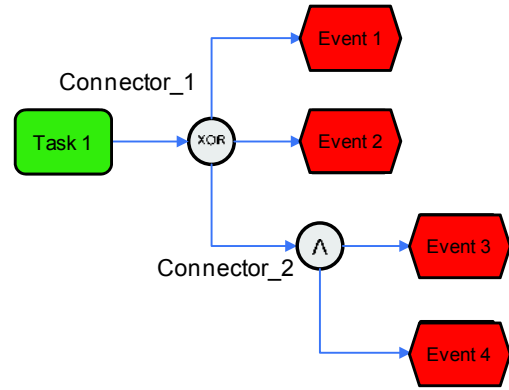 Event 1
Connector_1
Task 1
XOR
Event 2
Connector_2
Λ
Event 3
Event 4